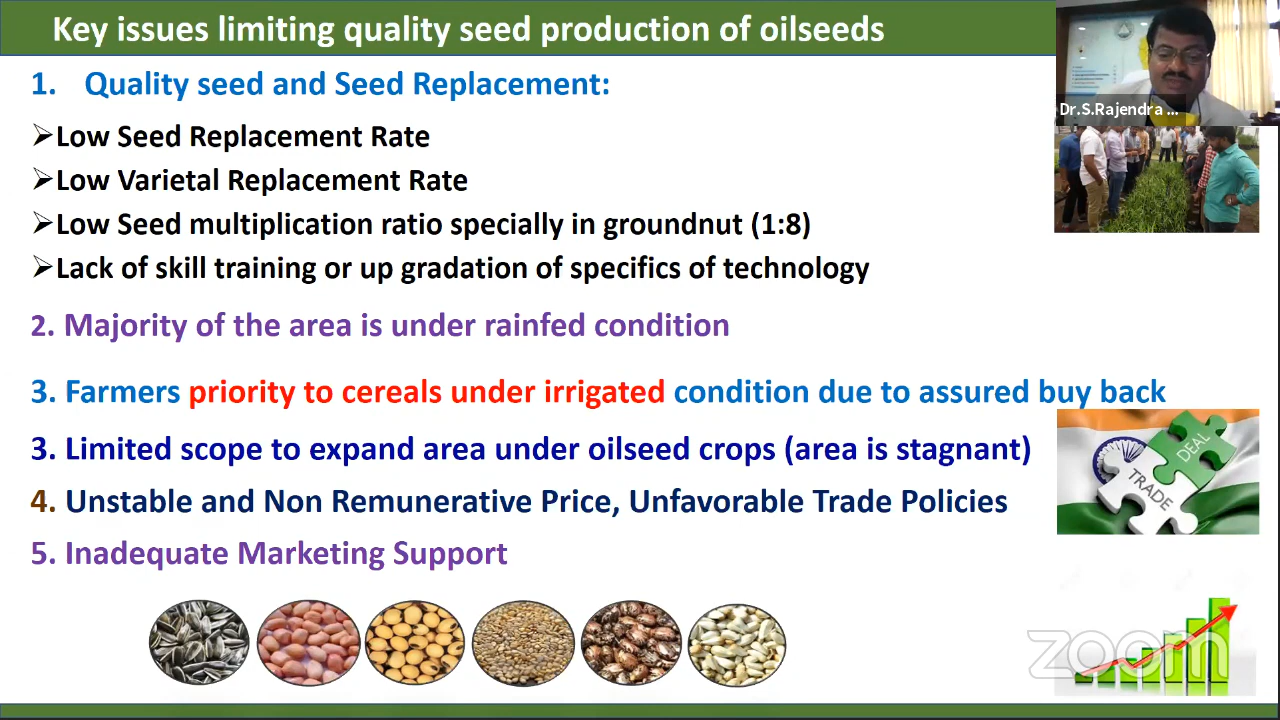 Key issues limiting quality seed production of oilseeds
1. Quality seed and Seed Replacement:
➢Low Seed Replacement Rate
➢Low Varietal Replacement Rate
➢Low Seed multiplication ratio specially in groundnut (1:8)
➢Lack of skill training or up gradation of specifics of technology
2. Majority of the area is under rainfed condition
3. Farmers priority to cereals under irrigated condition due to assured buy back
3. Limited scope to expand area under oilseed crops (area is stagnant)
4. Unstable and Non Remunerative Price, Unfavorable Trade Policies
5. Inadequate Marketing Support
Dr.S.Rajendra ...
DEAL
TRADE
zoom